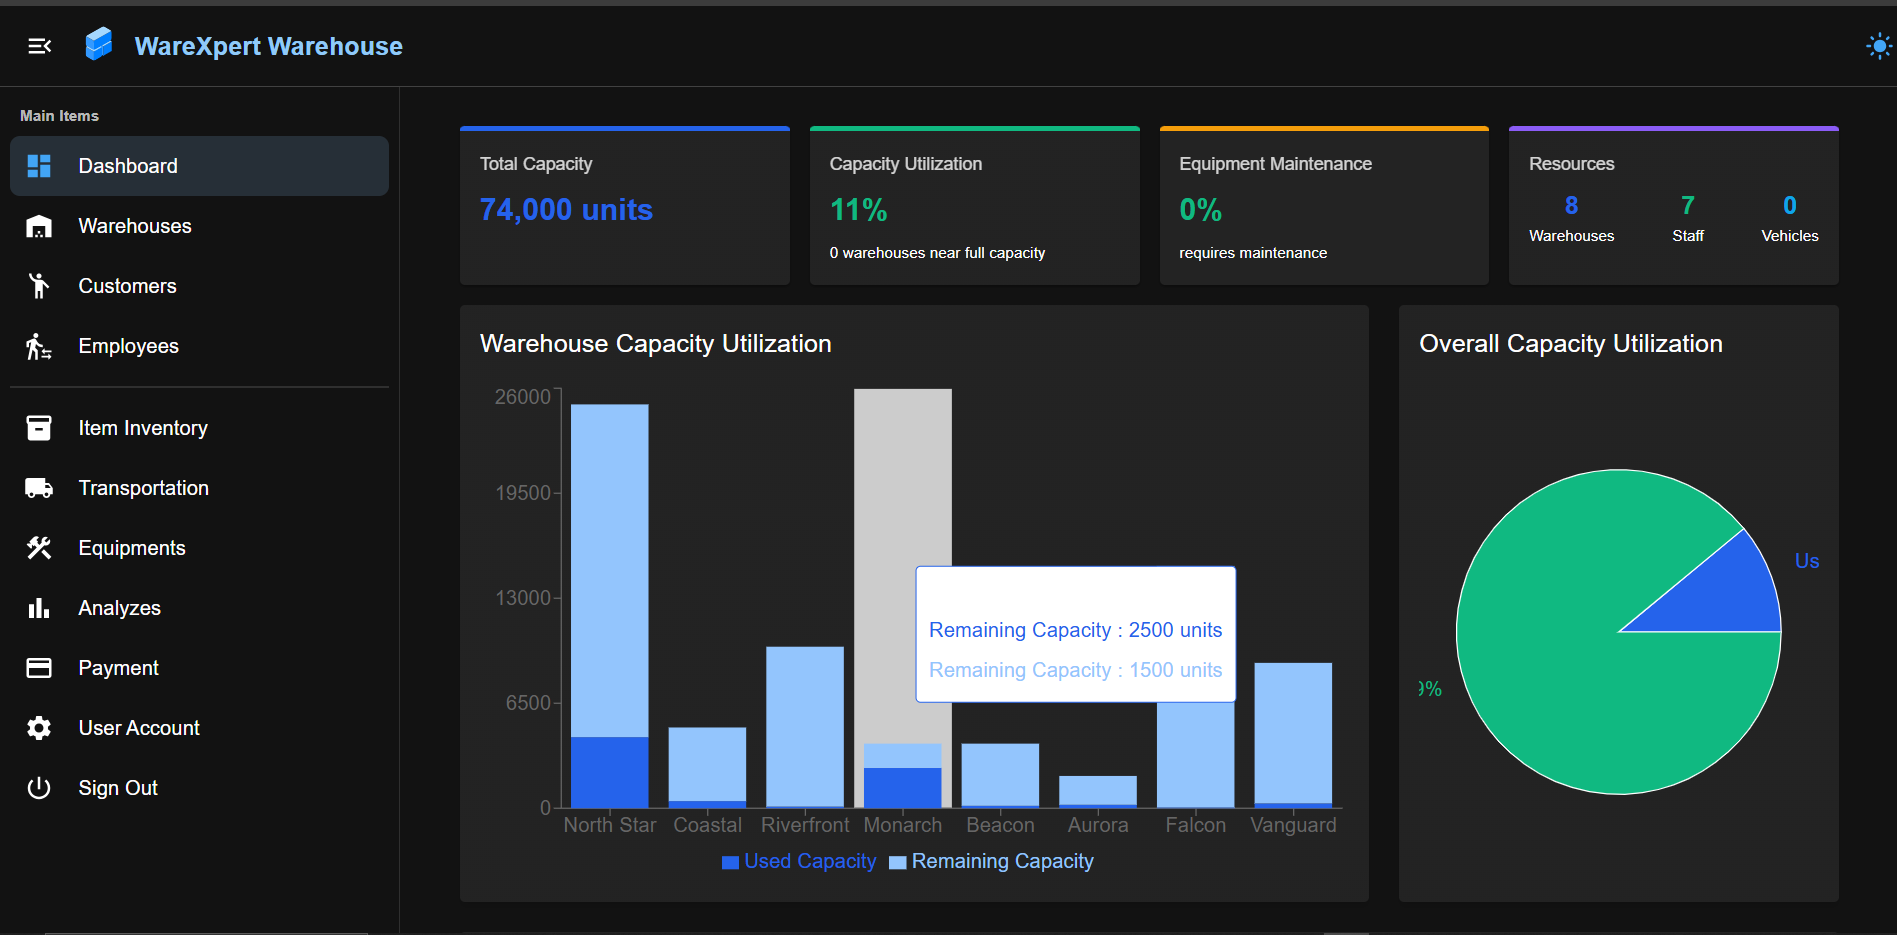 WareXpert Warehouse
Main Items
Dashboard
Warehouses
Customers
Employees
Item Inventory
Transportation
Equipments
Analyzes
Payment
User Account
Sign Out
Total Capacity
74,000 units
Capacity Utilization
11%
0 warehouses near full capacity
Equipment Maintenance
0%
requires maintenance
Resources
8 7 0
Warehouses Staff Vehicles
Warehouse Capacity Utilization
26000
19500
13000
6500
0
Remaining Capacity : 2500 units
Remaining Capacity : 1500 units
North Star Coastal Riverfront Monarch Beacon Aurora Falcon Vanguard
Used Capacity Remaining Capacity
Overall Capacity Utilization
Us
9%